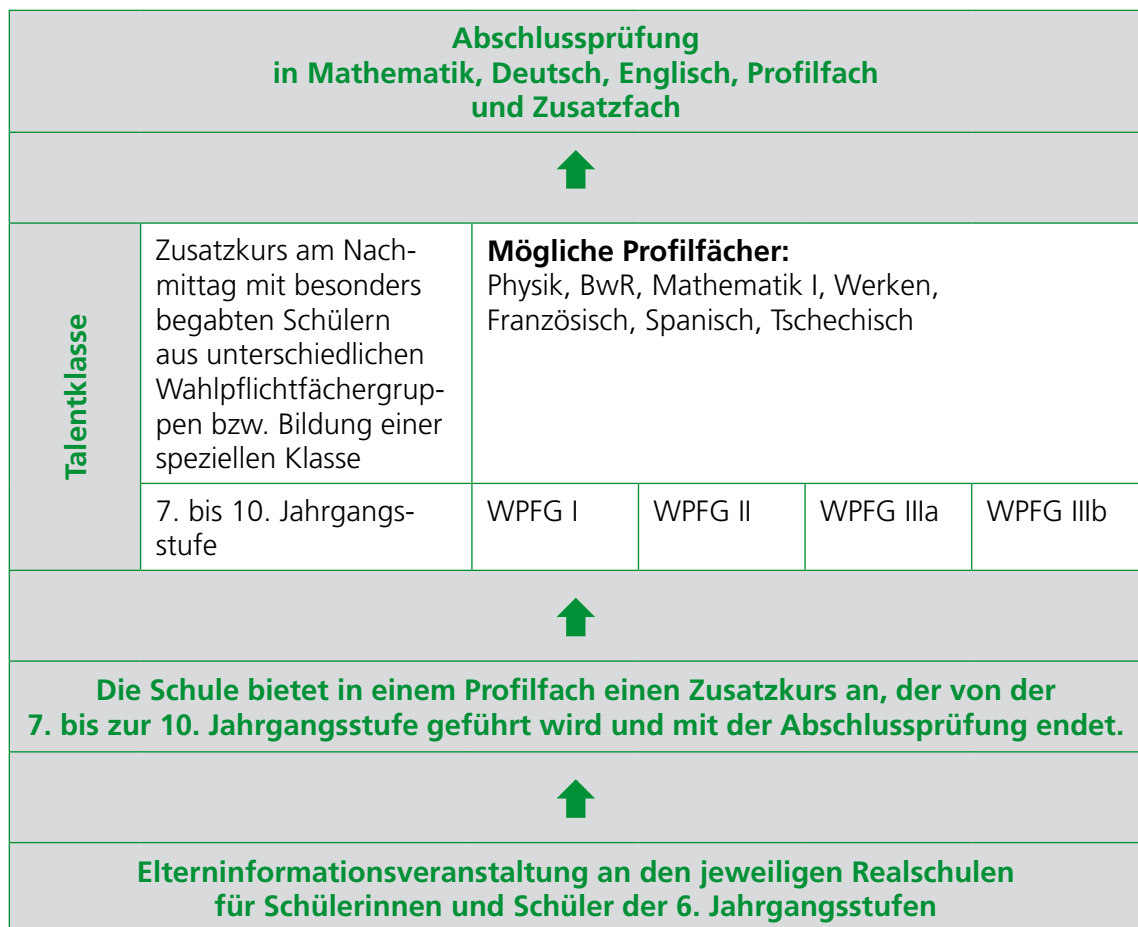 Abschlussprüfung
in Mathematik, Deutsch, Englisch, Profilfach
und Zusatzfach
Talentklasse
Zusatzkurs am Nach-
mittag mit besonders
begabten Schülern
aus unterschiedlichen
Wahlpflichtfächergrup-
pen bzw. Bildung einer
speziellen Klasse
Mögliche Profilfächer:
Physik, BwR, Mathematik I, Werken,
Französisch, Spanisch, Tschechisch
7. bis 10. Jahrgangs-
stufe
WPFG I
WPFG II
WPFG IIIa
WPFG IIIb
Die Schule bietet in einem Profilfach einen Zusatzkurs an, der von der
7. bis zur 10. Jahrgangsstufe geführt wird und mit der Abschlussprüfung endet.
Elterninformationsveranstaltung an den jeweiligen Realschulen
für Schülerinnen und Schüler der 6. Jahrgangsstufen